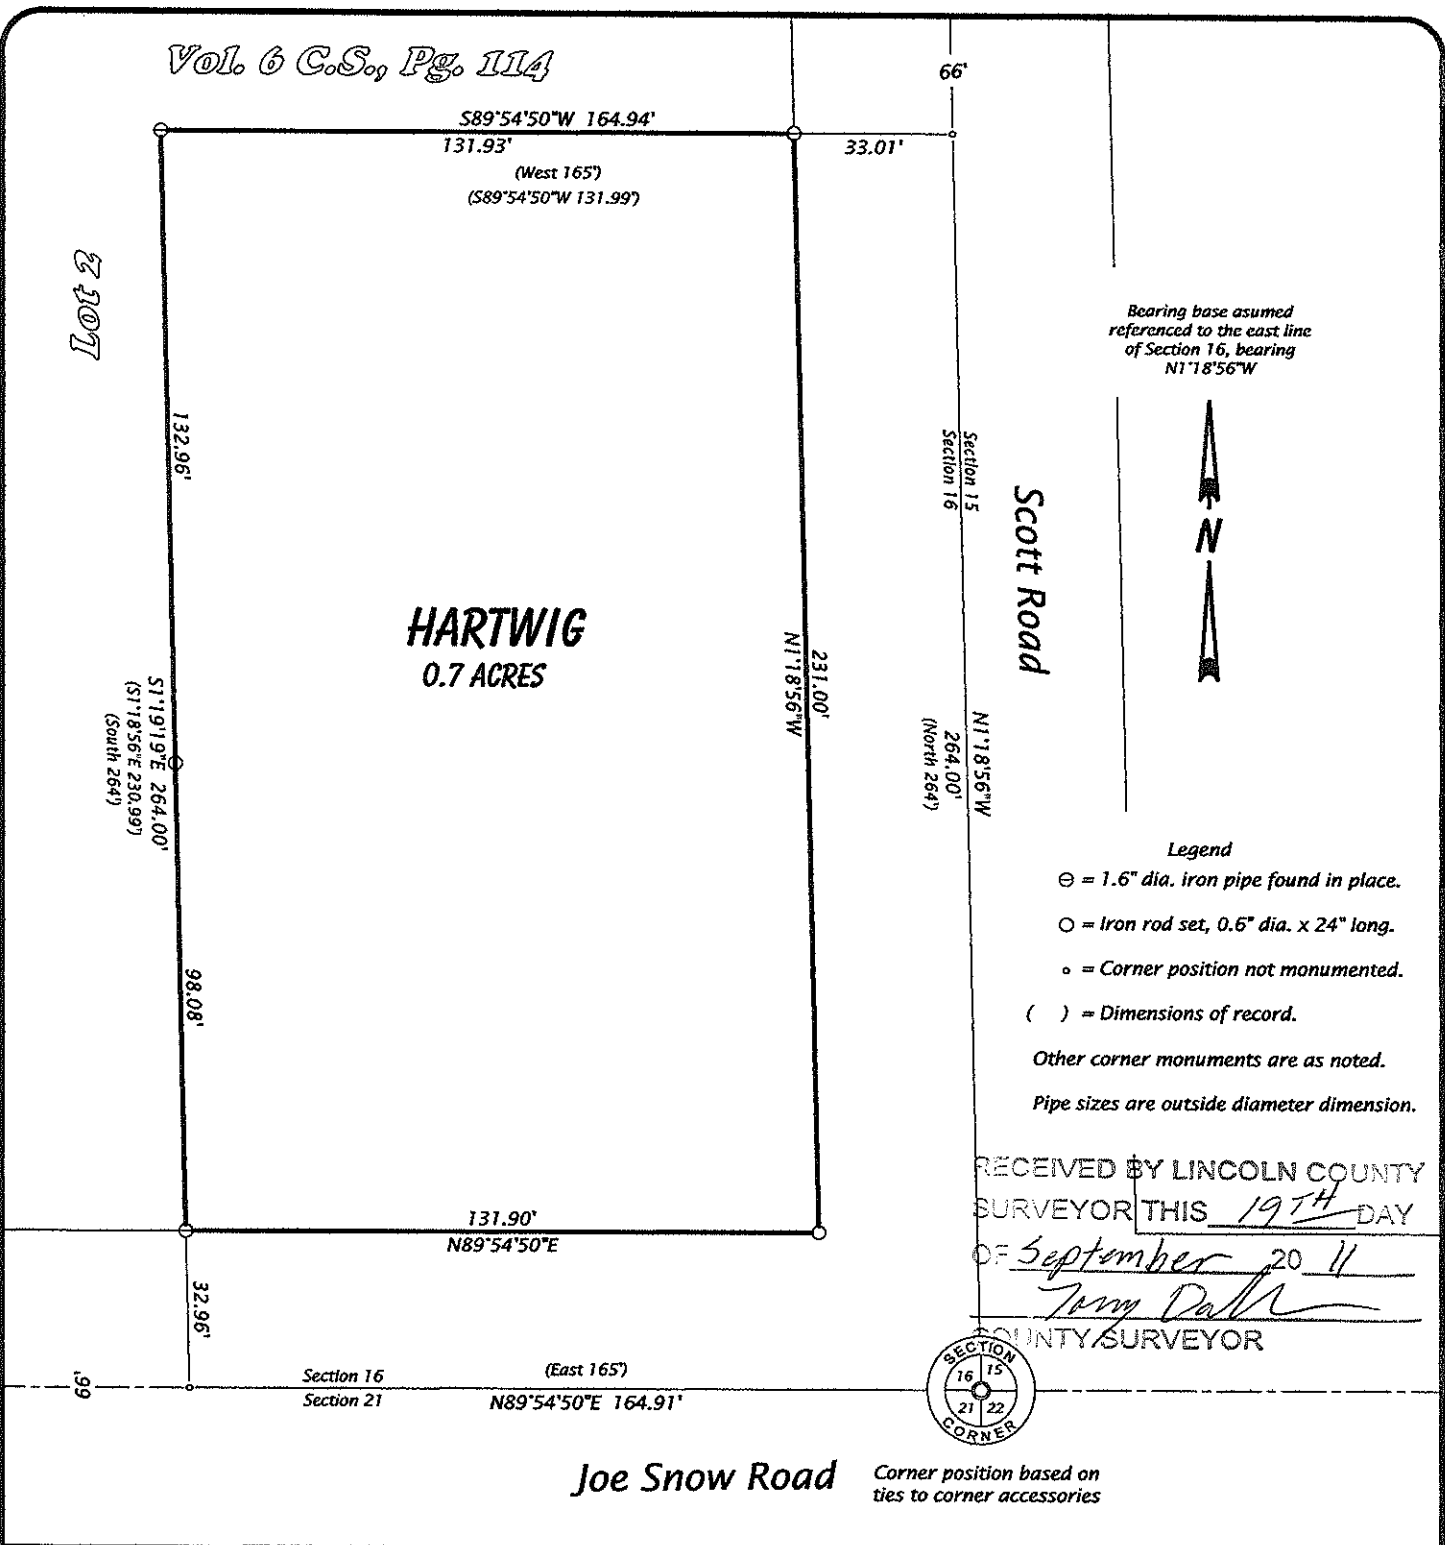 Vol. 6 C.S., Pg. 114
66'
S89°54'50"W 164.94'
131.93'
33.01'
(West 165')
(S89°54'50"W 131.99')
Lot 2
Bearing base asumed
referenced to the east line
of Section 16, bearing
N1°18'56"W
132.96'
Section 15
Section 16
Scott Road
N
HARTWIG
0.7 ACRES
231.00'
N1°18'56"W
S1°19'19"E 264.00'
(S1°18'56"E 230.99')
(South 264')
N1°18'56"W
264.00'
(North 264')
Legend
= 1.6" dia. iron pipe found in place.
= Iron rod set, 0.6" dia. x 24" long.
= Corner position not monumented.
( ) = Dimensions of record.
Other corner monuments are as noted.
Pipe sizes are outside diameter dimension.
98.08'
RECEIVED BY LINCOLN COUNTY
SURVEYOR THIS 19TH DAY
OF September 20 11
Tony Dall
COUNTY SURVEYOR
131.90'
N89°54'50"E
32.96'
66'
Section 16
Section 21
(East 165')
N89°54'50"E 164.91'
SECTION
16 15
21 22
CORNER
Joe Snow Road
Corner position based on
ties to corner accessories